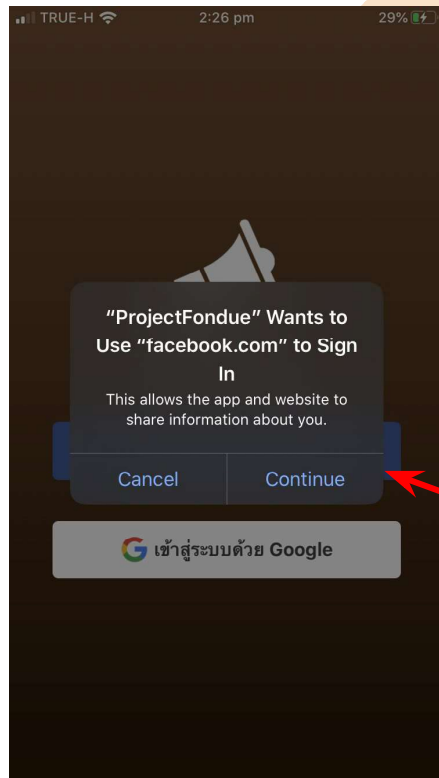 TRUE-H 2:26 pm 29%
"ProjectFondue" Wants to
Use "facebook.com" to Sign
In
This allows the app and website to
share information about you.
Cancel Continue
เข้าสู่ระบบด้วย Google